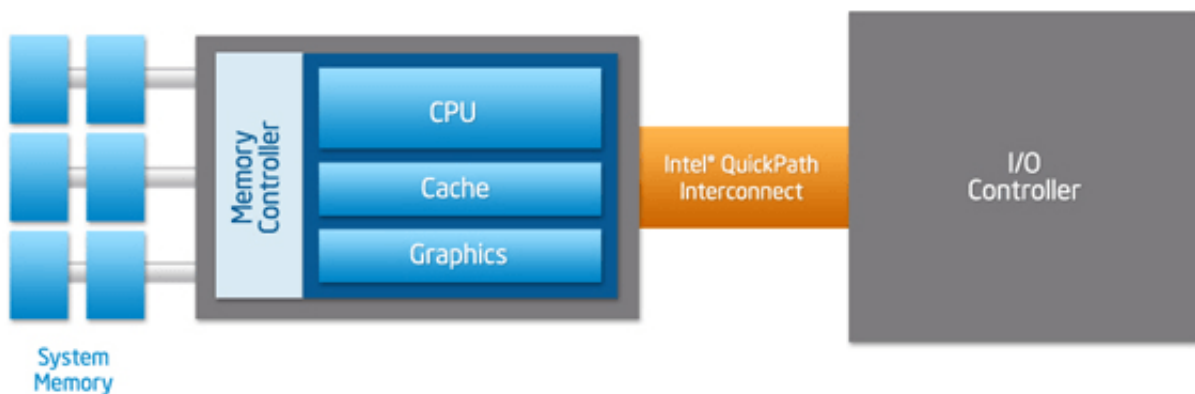 System
Memory
Memory
Controller
CPU
Cache
Graphics
Intel® QuickPath
Interconnect
I/O
Controller